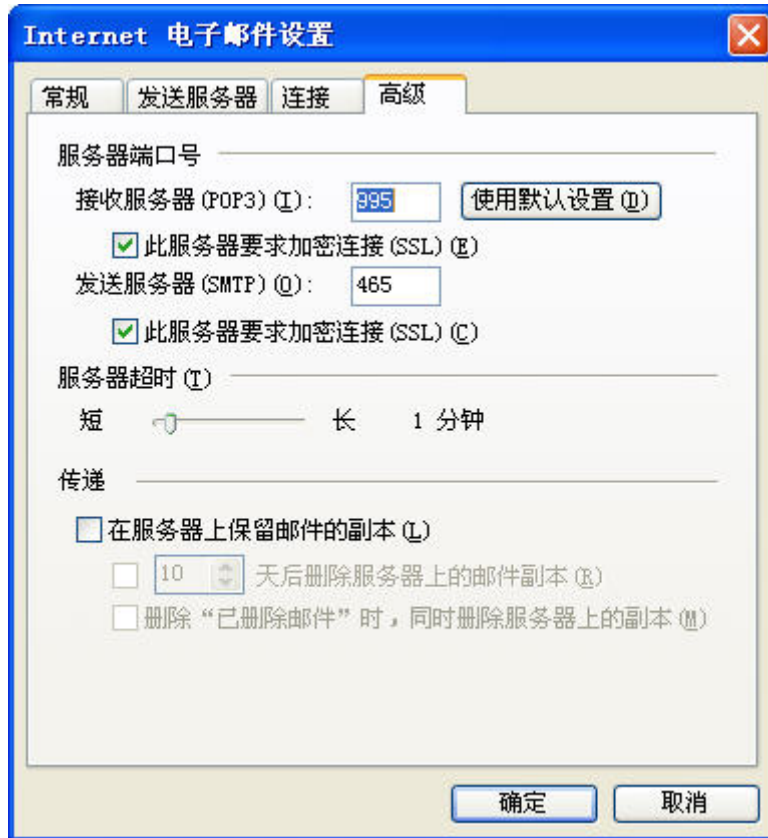 Internet 电子邮件设置
常规 发送服务器 连接 高级
服务器端口号
接收服务器(POP3)(I): 995 使用默认设置(D)
此服务器要求加密连接(SSL)(E)
发送服务器(SMTP)(O): 465
此服务器要求加密连接(SSL)(C)
服务器超时(T)
短 长 1 分钟
传递
在服务器上保留邮件的副本(L)
10 天后删除服务器上的邮件副本(R)
删除“已删除邮件”时，同时删除服务器上的副本(M)
确定 取消